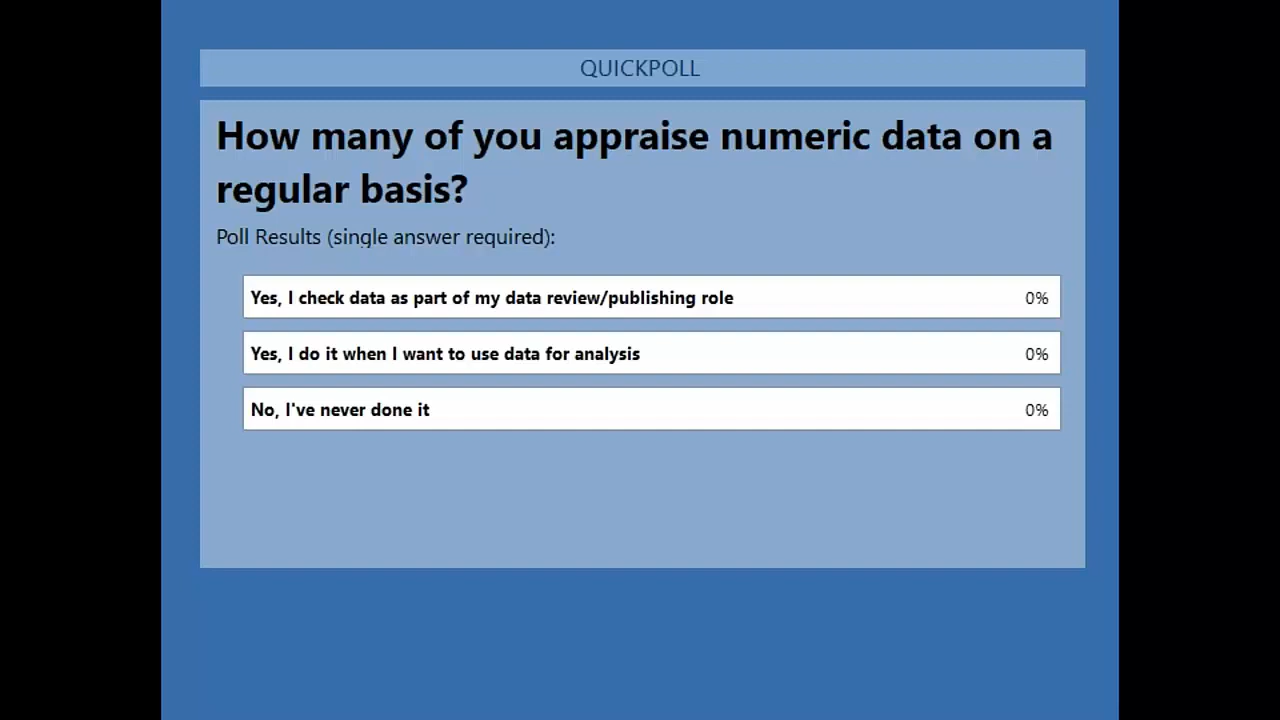 QUICKPOLL
How many of you appraise numeric data on a
regular basis?
Poll Results (single answer required):
Yes, I check data as part of my data review/publishing role 0%
Yes, I do it when I want to use data for analysis 0%
No, I've never done it 0%